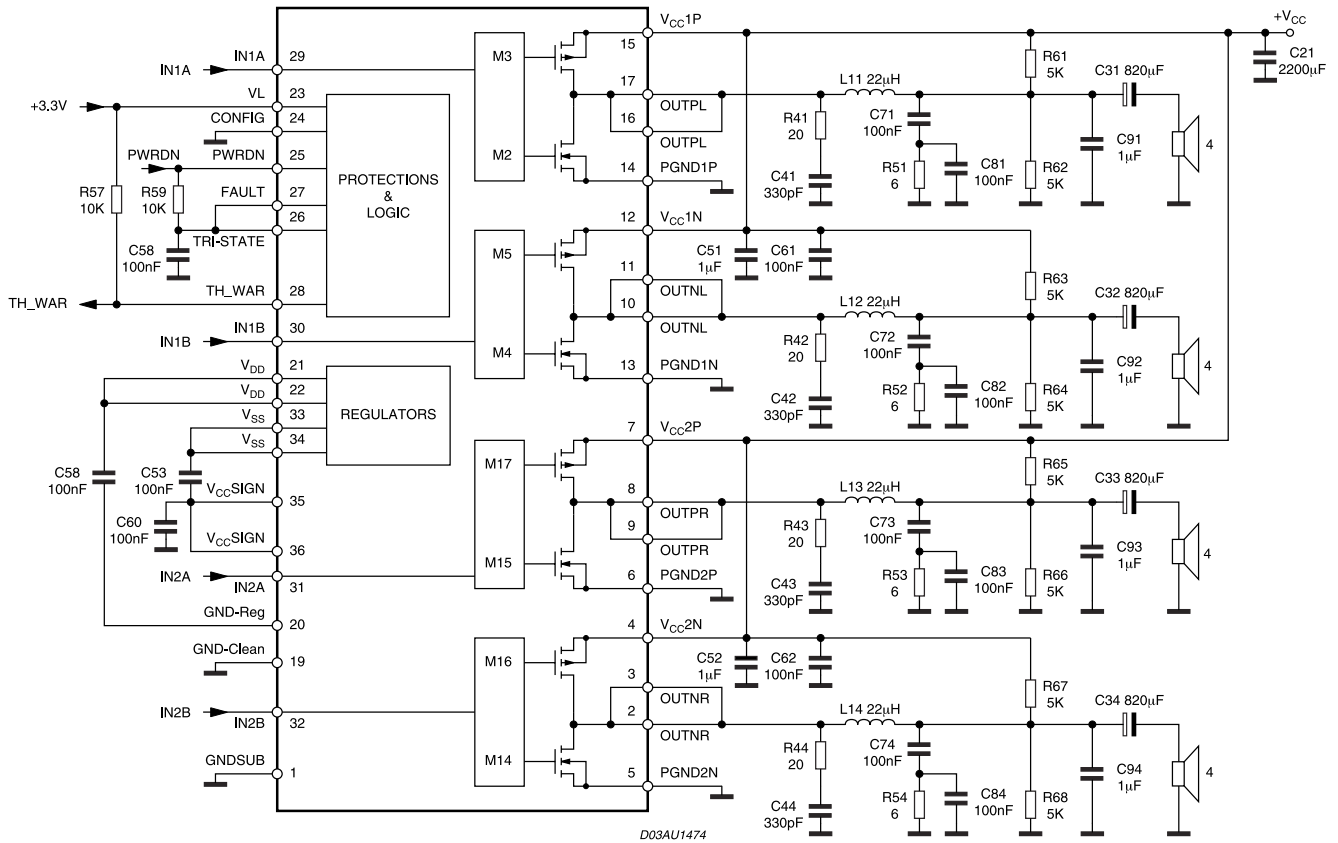 VCC1P
+VCC
15
IN1A
29
IN1A
M3
R61
5K
C31 820µF
C21
2200µF
+3.3V
VL
23
17
OUTPL
L11 22µH
CONFIG
24
16
OUTPL
R41
20
C71
100nF
C91
1µF
4
PWRDN
PWRDN
25
M2
14
PGND1P
R51
6
C81
100nF
R62
5K
R57
10K
R59
10K
FAULT
27
PROTECTIONS
&
LOGIC
C41
330pF
26
TRI-STATE
12
VCC1N
C58
100nF
M5
C51
1µF
C61
100nF
11
OUTNL
R63
5K
C32 820µF
TH_WAR
TH_WAR
28
10
OUTNL
L12 22µH
IN1B
IN1B
30
M4
R42
20
C72
100nF
C92
1µF
4
13
PGND1N
VDD
21
R52
6
C82
100nF
R64
5K
VDD
22
REGULATORS
C42
330pF
VSS
33
VSS
34
7
VCC2P
C58
100nF
C53
100nF
M17
R65
5K
C33 820µF
VCCSIGN
35
8
OUTPR
L13 22µH
C60
100nF
9
OUTPR
R43
20
C73
100nF
C93
1µF
4
VCCSIGN
36
M15
IN2A
IN2A
31
6
PGND2P
R53
6
C83
100nF
R66
5K
C43
330pF
GND-Reg
20
4
VCC2N
GND-Clean
19
M16
C52
1µF
C62
100nF
3
OUTNR
R67
5K
C34 820µF
IN2B
IN2B
32
2
OUTNR
L14 22µH
M14
R44
20
C74
100nF
C94
1µF
4
GNDSUB
1
5
PGND2N
R54
6
C84
100nF
R68
5K
C44
330pF
D03AU1474